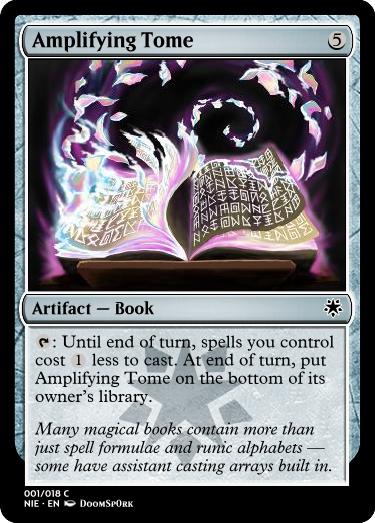 Amplifying Tome 5
Artifact — Book
: Until end of turn, spells you control
cost 1 less to cast. At end of turn, put
Amplifying Tome on the bottom of its
owner's library.
Many magical books contain more than
just spell formulae and runic alphabets —
some have assistant casting arrays built in.
001/018 C
NIE · EN DoomSp0rk